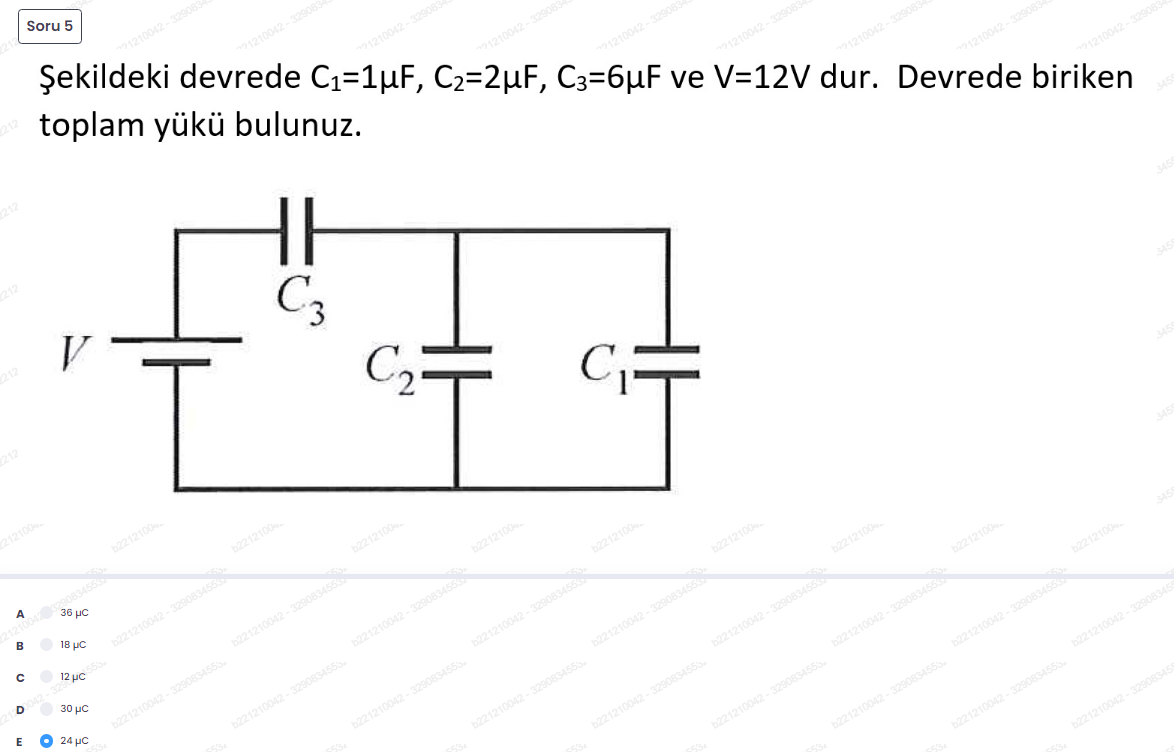 Soru 5
Şekildeki devrede C₁=1µF, C₂=2µF, C₃=6µF ve V=12V dur. Devrede biriken
toplam yükü bulunuz.
C₃
V
C₂
C₁
A 36 µC
B 18 µC
C 12 µC
D 30 µC
E 24 µC